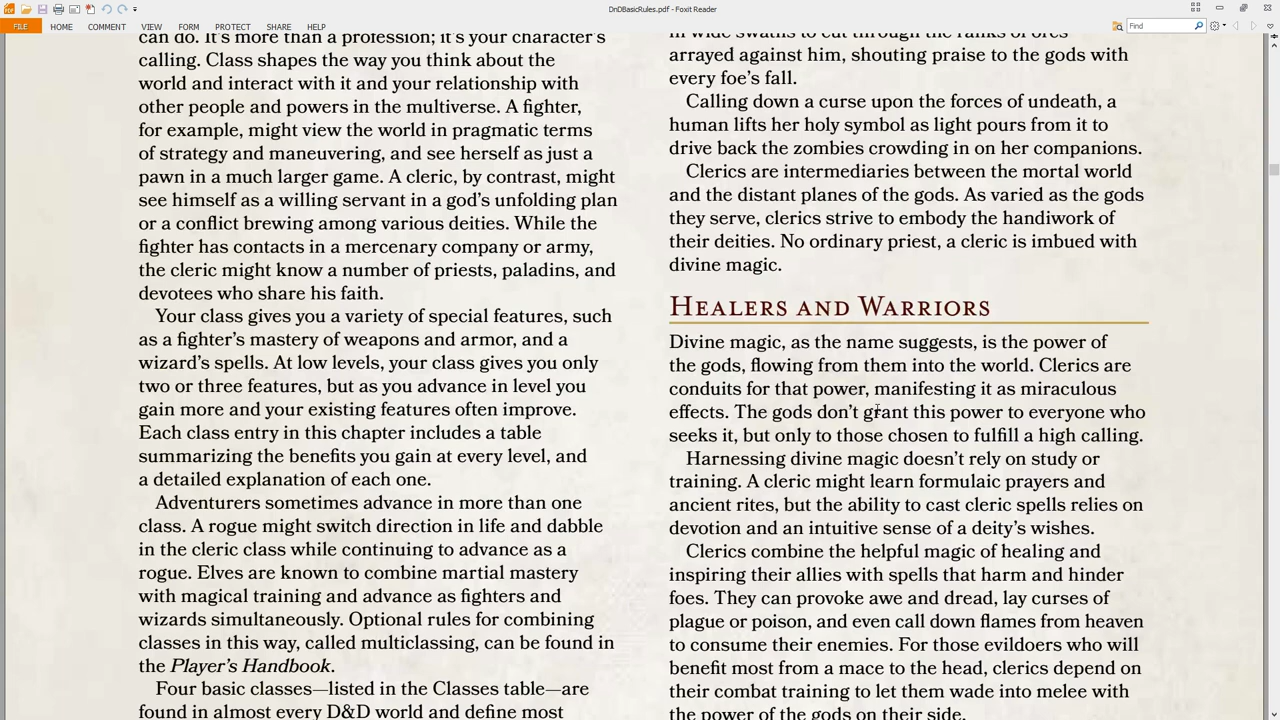 DnDBasicRules.pdf - Foxit Reader
FILE HOME COMMENT VIEW FORM PROTECT SHARE HELP
Find
can do. It's more than a profession; it's your character's
calling. Class shapes the way you think about the
world and interact with it and your relationship with
other people and powers in the multiverse. A fighter,
for example, might view the world in pragmatic terms
of strategy and maneuvering, and see herself as just a
pawn in a much larger game. A cleric, by contrast, might
see himself as a willing servant in a god's unfolding plan
or a conflict brewing among various deities. While the
fighter has contacts in a mercenary company or army,
the cleric might know a number of priests, paladins, and
devotees who share his faith.
Your class gives you a variety of special features, such
as a fighter's mastery of weapons and armor, and a
wizard's spells. At low levels, your class gives you only
two or three features, but as you advance in level you
gain more and your existing features often improve.
Each class entry in this chapter includes a table
summarizing the benefits you gain at every level, and
a detailed explanation of each one.
Adventurers sometimes advance in more than one
class. A rogue might switch direction in life and dabble
in the cleric class while continuing to advance as a
rogue. Elves are known to combine martial mastery
with magical training and advance as fighters and
wizards simultaneously. Optional rules for combining
classes in this way, called multiclassing, can be found in
the Player's Handbook.
Four basic classes—listed in the Classes table—are
found in almost every D&D world and define most
in wide swaths to cut through the ranks of orcs
arrayed against him, shouting praise to the gods with
every foe's fall.
Calling down a curse upon the forces of undeath, a
human lifts her holy symbol as light pours from it to
drive back the zombies crowding in on her companions.
Clerics are intermediaries between the mortal world
and the distant planes of the gods. As varied as the gods
they serve, clerics strive to embody the handiwork of
their deities. No ordinary priest, a cleric is imbued with
divine magic.
Healers and Warriors
Divine magic, as the name suggests, is the power of
the gods, flowing from them into the world. Clerics are
conduits for that power, manifesting it as miraculous
effects. The gods don't grant this power to everyone who
seeks it, but only to those chosen to fulfill a high calling.
Harnessing divine magic doesn't rely on study or
training. A cleric might learn formulaic prayers and
ancient rites, but the ability to cast cleric spells relies on
devotion and an intuitive sense of a deity's wishes.
Clerics combine the helpful magic of healing and
inspiring their allies with spells that harm and hinder
foes. They can provoke awe and dread, lay curses of
plague or poison, and even call down flames from heaven
to consume their enemies. For those evildoers who will
benefit most from a mace to the head, clerics depend on
their combat training to let them wade into melee with
the power of the gods on their side.